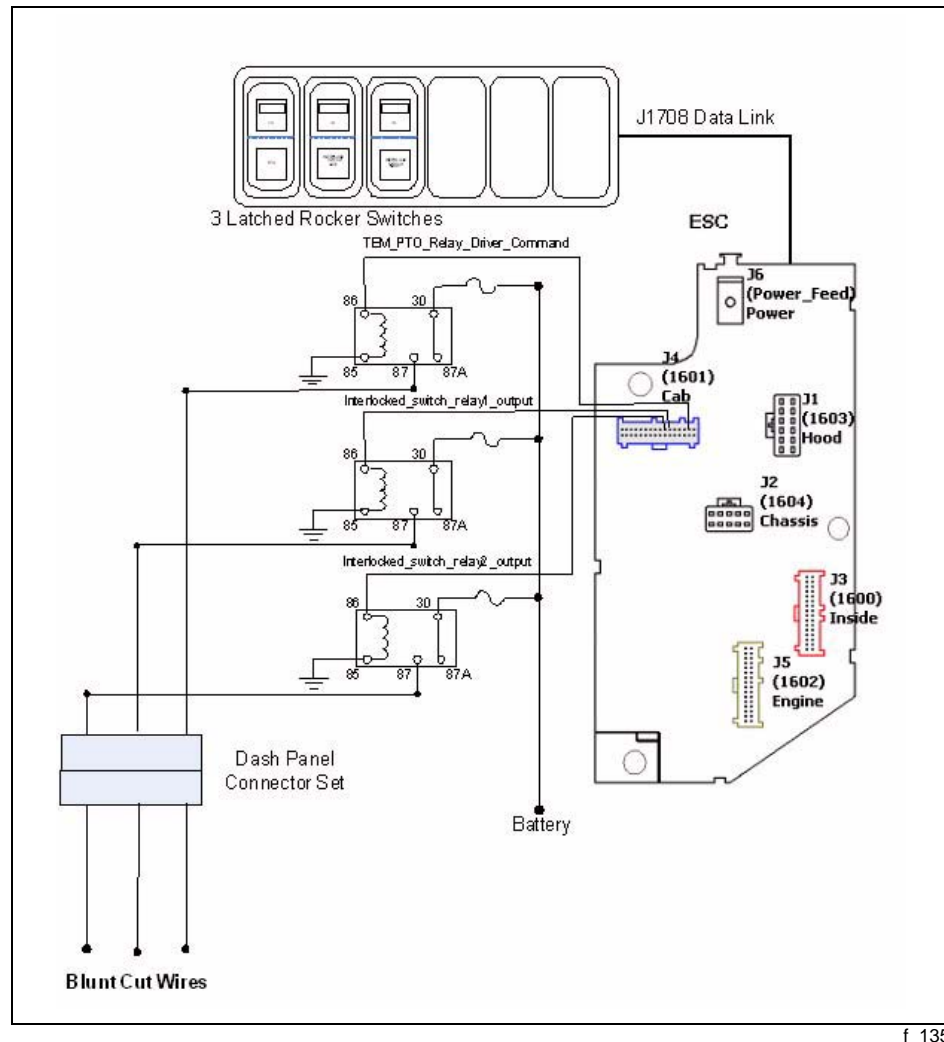 J1708 Data Link
3 Latched Rocker Switches
ESC
TEM_PTO_Relay_Driver_Command
J6
(Power_Feed)
Power
86
30
85
87
87A
J4
(1601)
Cab
J1
(1603)
Hood
Interlocked_switch_relay1_output
86
30
85
87
87A
J2
(1604)
Chassis
Interlocked_switch_relay2_output
86
30
85
87
87A
J3
(1600)
Inside
J5
(1602)
Engine
Dash Panel
Connector Set
Battery
Blunt Cut Wires
f_135